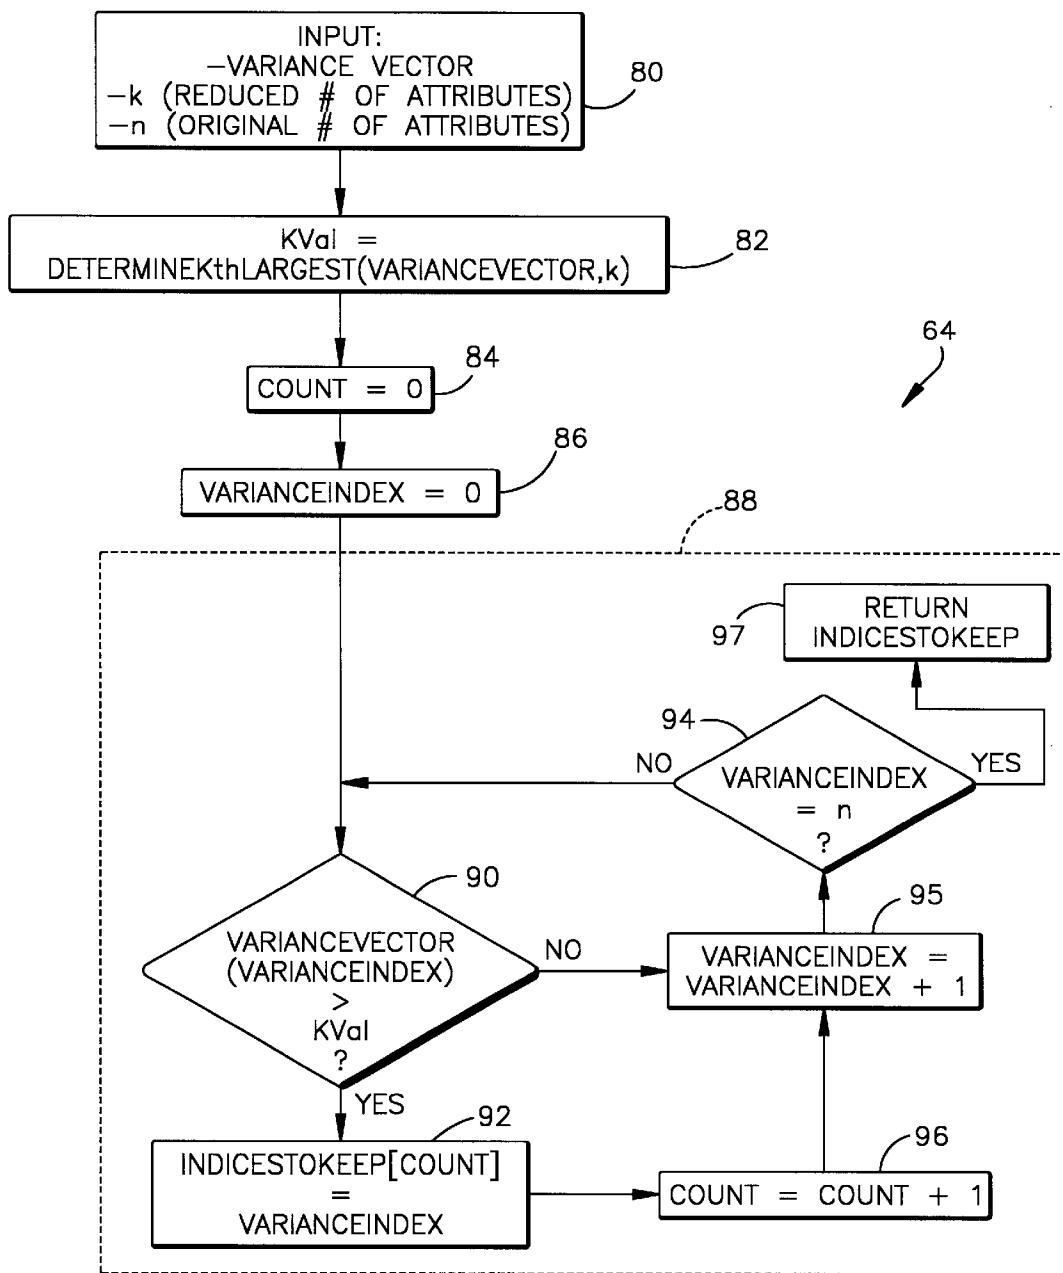 INPUT:
-VARIANCE VECTOR
-k (REDUCED # OF ATTRIBUTES)
-n (ORIGINAL # OF ATTRIBUTES)
80
KVal =
DETERMINEKthLARGEST(VARIANCEVECTOR,k)
82
64
84
COUNT = 0
86
VARIANCEINDEX = 0
88
RETURN
INDICESTOKEEP
97
94
NO
YES
VARIANCEINDEX
= n
?
90
95
VARIANCEVECTOR
(VARIANCEINDEX)
>
KVal
?
NO
VARIANCEINDEX =
VARIANCEINDEX + 1
YES
92
96
INDICESTOKEEP[COUNT]
=
VARIANCEINDEX
COUNT = COUNT + 1